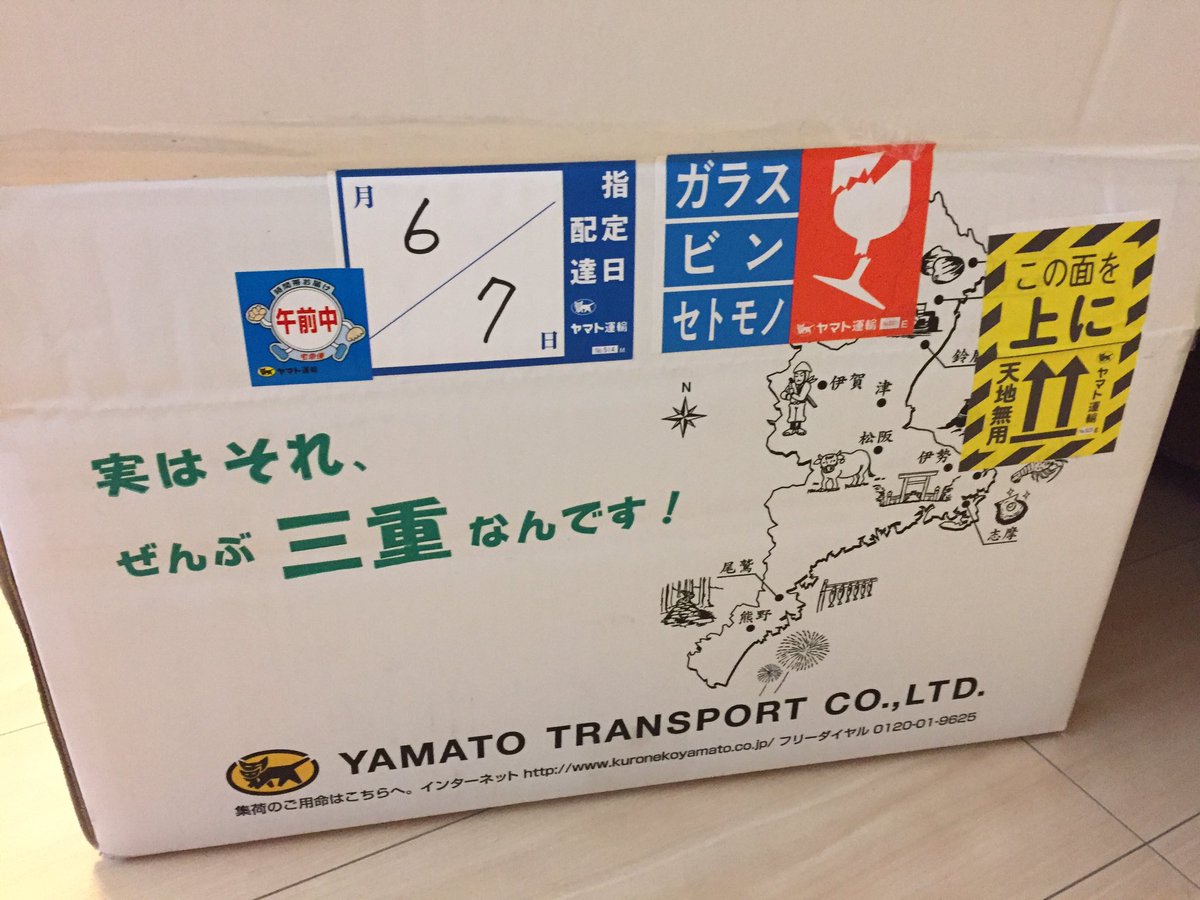 月 6 / 7 日
指定
配達日
ヤマト運輸
時間帯お届け
午前中
宅急便
ヤマト運輸
ガラス
ビン
セトモノ
ヤマト運輸
この面を
上に
天地無用
ヤマト運輸
N
伊賀
津
松阪
伊勢
志摩
尾鷲
熊野
実はそれ、
ぜんぶ三重なんです!
YAMATO TRANSPORT CO.,LTD.
集荷のご用命はこちらへ。インターネット http://www.kuronekoyamato.co.jp/ フリーダイヤル 0120-01-9625